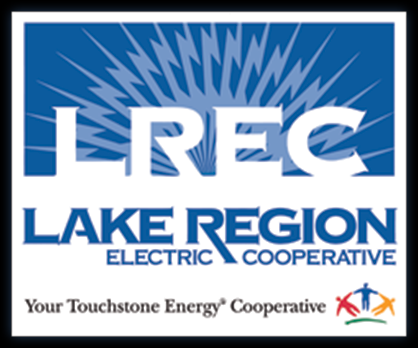 LREC
LAKE REGION
ELECTRIC COOPERATIVE
Your Touchstone Energy® Cooperative